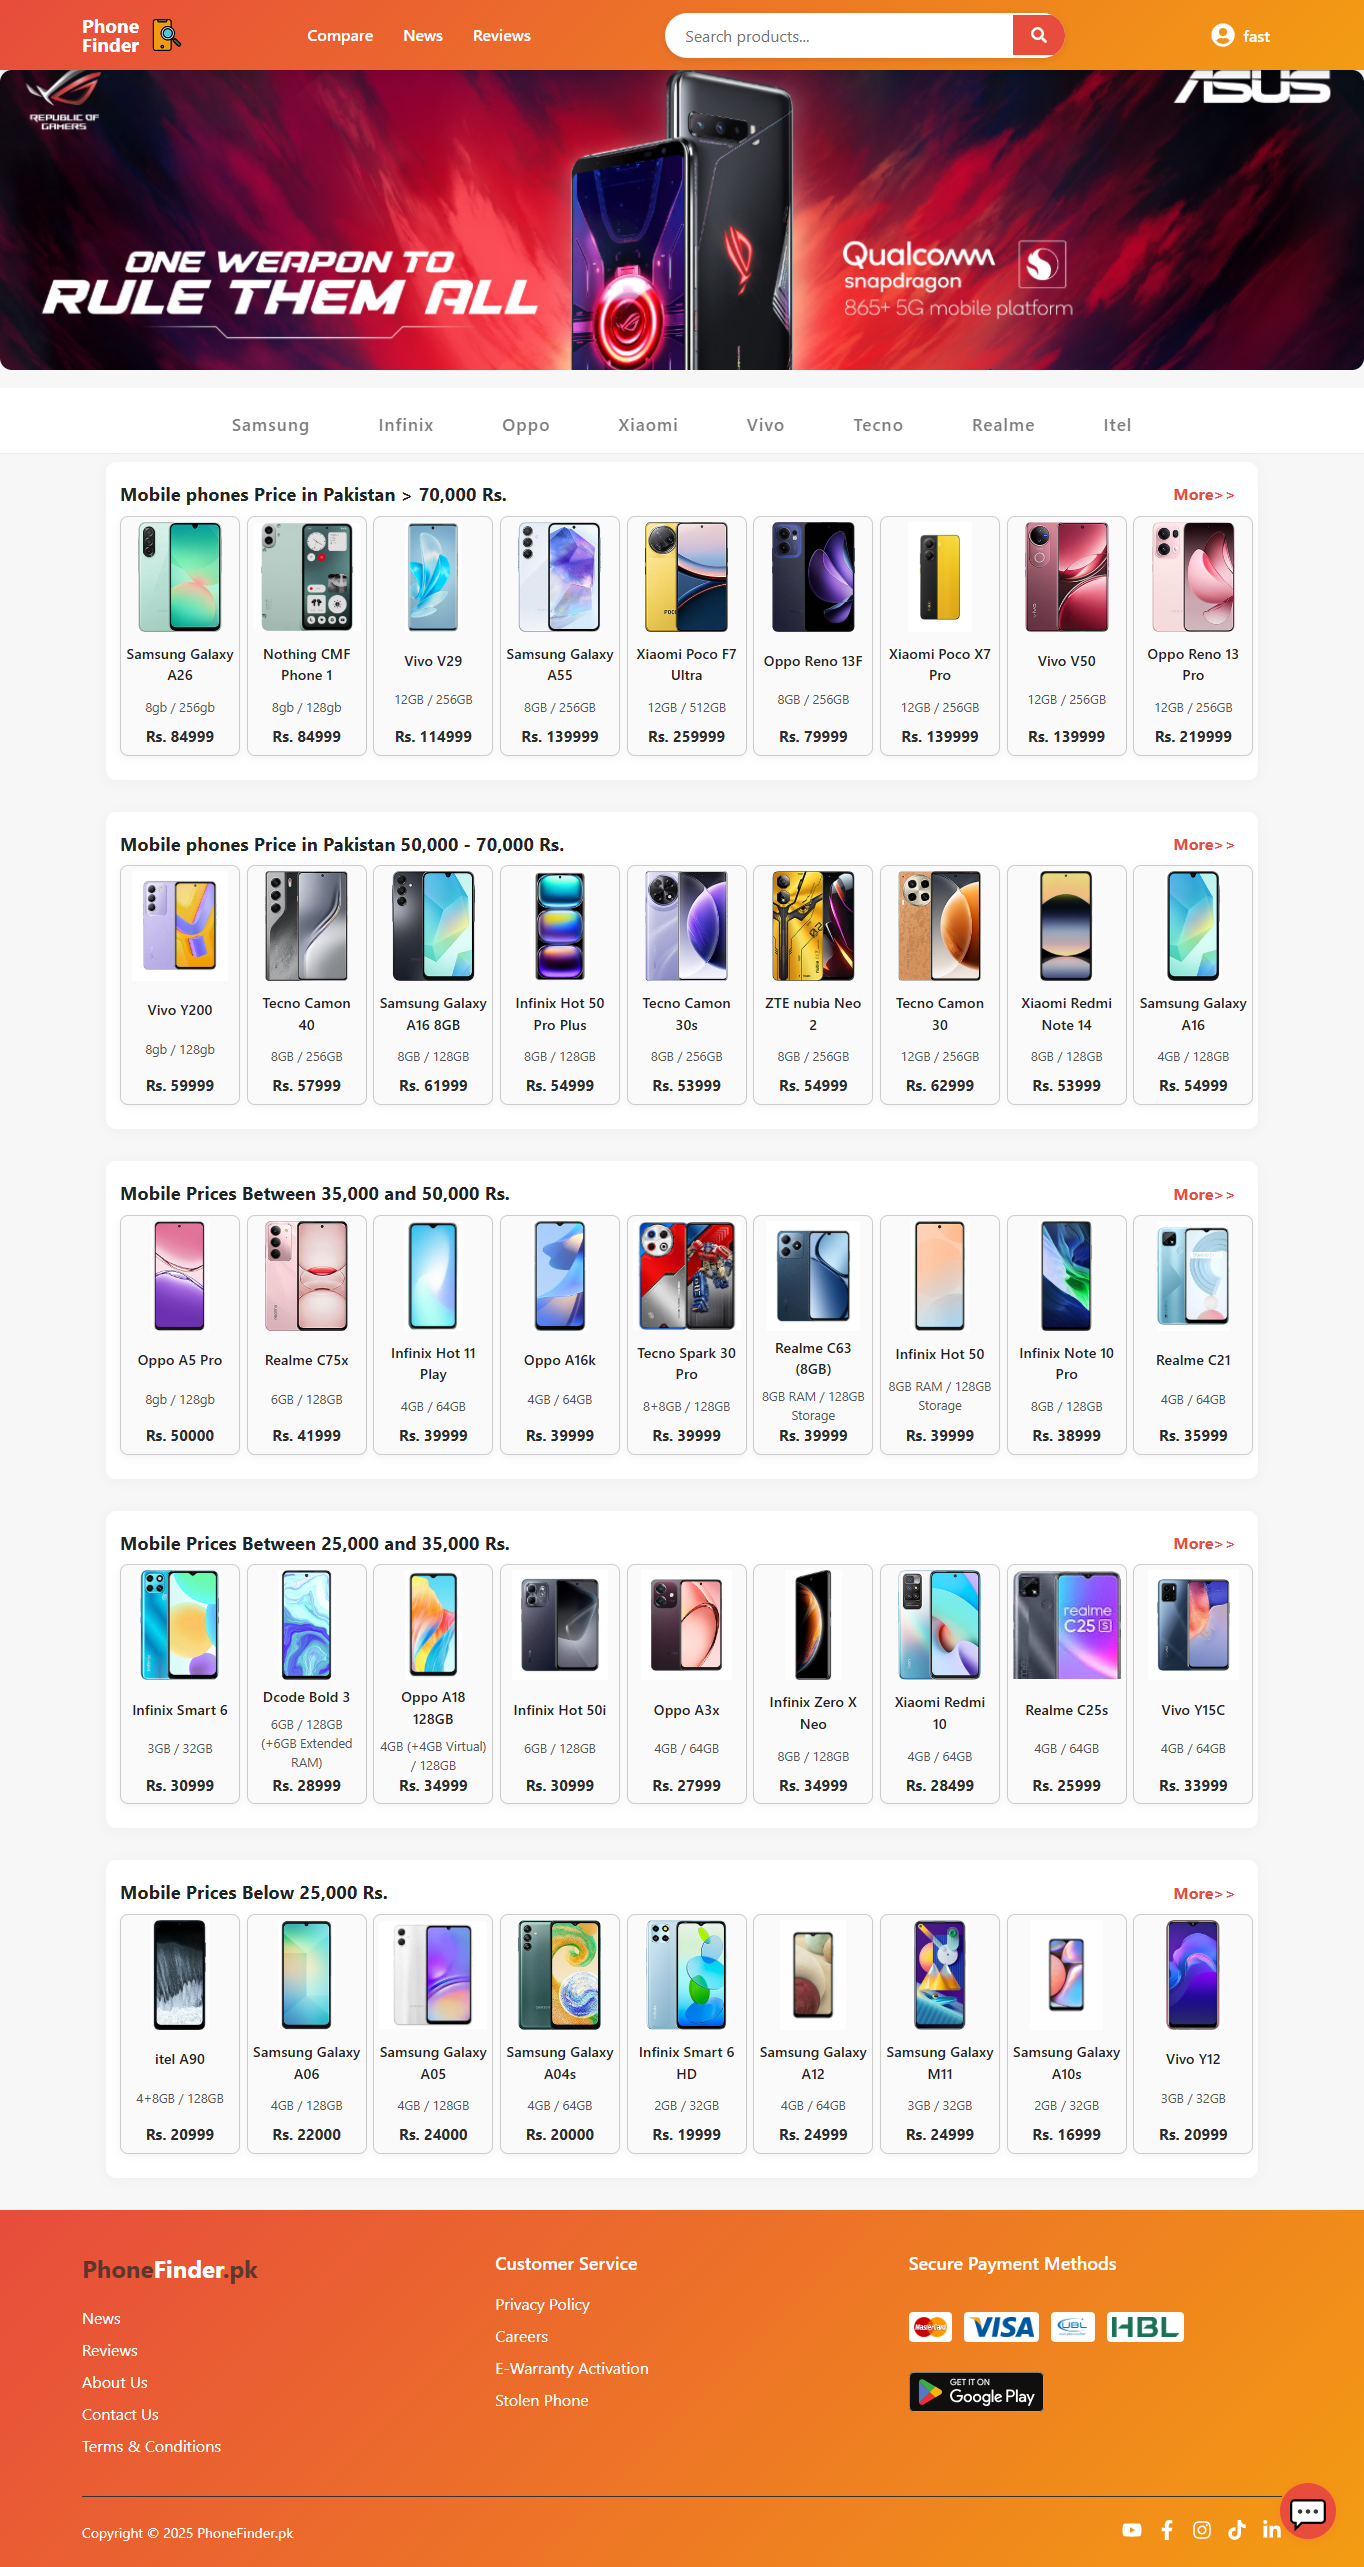 Phone
Finder
Compare News Reviews
Search products...
fast
REPUBLIC OF
GAMERS
ASUS
ONE WEAPON TO
RULE THEM ALL
Qualcomm
snapdragon
865+ 5G mobile platform
Samsung Infinix Oppo Xiaomi Vivo Tecno Realme Itel
Mobile phones Price in Pakistan > 70,000 Rs. More>>
Samsung Galaxy A26
8gb / 256gb
Rs. 84999
Nothing CMF Phone 1
8gb / 128gb
Rs. 84999
Vivo V29
12GB / 256GB
Rs. 114999
Samsung Galaxy A55
8GB / 256GB
Rs. 139999
Xiaomi Poco F7 Ultra
12GB / 512GB
Rs. 259999
Oppo Reno 13F
8GB / 256GB
Rs. 79999
Xiaomi Poco X7 Pro
12GB / 256GB
Rs. 139999
Vivo V50
12GB / 256GB
Rs. 139999
Oppo Reno 13 Pro
12GB / 256GB
Rs. 219999
Mobile phones Price in Pakistan 50,000 - 70,000 Rs. More>>
Vivo Y200
8gb / 128gb
Rs. 59999
Tecno Camon 40
8GB / 256GB
Rs. 57999
Samsung Galaxy A16 8GB
8GB / 128GB
Rs. 61999
Infinix Hot 50 Pro Plus
8GB / 128GB
Rs. 54999
Tecno Camon 30s
8GB / 256GB
Rs. 53999
ZTE nubia Neo 2
8GB / 256GB
Rs. 54999
Tecno Camon 30
12GB / 256GB
Rs. 62999
Xiaomi Redmi Note 14
8GB / 128GB
Rs. 53999
Samsung Galaxy A16
4GB / 128GB
Rs. 54999
Mobile Prices Between 35,000 and 50,000 Rs. More>>
Oppo A5 Pro
8gb / 128gb
Rs. 50000
Realme C75x
6GB / 128GB
Rs. 41999
Infinix Hot 11 Play
4GB / 64GB
Rs. 39999
Oppo A16k
4GB / 64GB
Rs. 39999
Tecno Spark 30 Pro
8+8GB / 128GB
Rs. 39999
Realme C63 (8GB)
8GB RAM / 128GB Storage
Rs. 39999
Infinix Hot 50
8GB RAM / 128GB Storage
Rs. 39999
Infinix Note 10 Pro
8GB / 128GB
Rs. 38999
Realme C21
4GB / 64GB
Rs. 35999
Mobile Prices Between 25,000 and 35,000 Rs. More>>
Infinix Smart 6
3GB / 32GB
Rs. 30999
Dcode Bold 3
6GB / 128GB (+6GB Extended RAM)
Rs. 28999
Oppo A18 128GB
4GB (+4GB Virtual) / 128GB
Rs. 34999
Infinix Hot 50i
6GB / 128GB
Rs. 30999
Oppo A3x
4GB / 64GB
Rs. 27999
Infinix Zero X Neo
8GB / 128GB
Rs. 34999
Xiaomi Redmi 10
4GB / 64GB
Rs. 28499
realme
C25s
Realme C25s
4GB / 64GB
Rs. 25999
Vivo Y15C
4GB / 64GB
Rs. 33999
Mobile Prices Below 25,000 Rs. More>>
itel A90
4+8GB / 128GB
Rs. 20999
Samsung Galaxy A06
4GB / 128GB
Rs. 22000
Samsung Galaxy A05
4GB / 128GB
Rs. 24000
Samsung Galaxy A04s
4GB / 64GB
Rs. 20000
Infinix Smart 6 HD
2GB / 32GB
Rs. 19999
Samsung Galaxy A12
4GB / 64GB
Rs. 24999
Samsung Galaxy M11
3GB / 32GB
Rs. 24999
Samsung Galaxy A10s
2GB / 32GB
Rs. 16999
Vivo Y12
3GB / 32GB
Rs. 20999
PhoneFinder.pk
News
Reviews
About Us
Contact Us
Terms & Conditions
Customer Service
Privacy Policy
Careers
E-Warranty Activation
Stolen Phone
Secure Payment Methods
MasterCard VISA UBL HBL
GET IT ON
Google Play
Copyright © 2025 PhoneFinder.pk